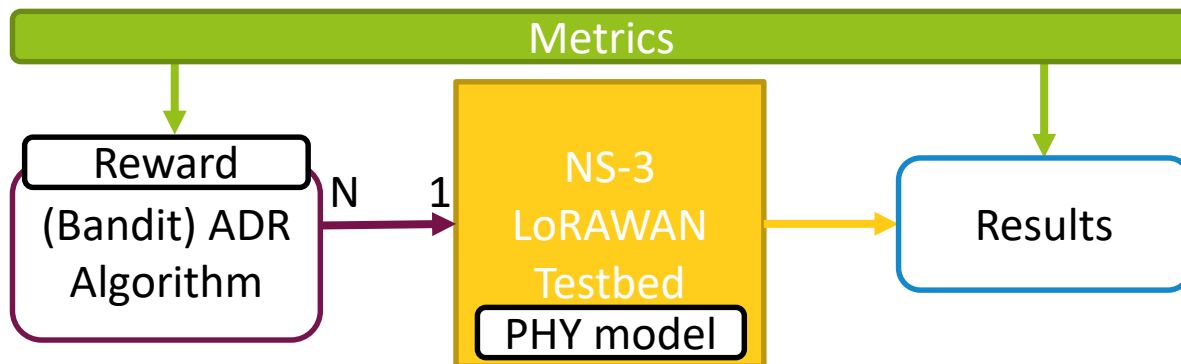 Metrics
Reward
(Bandit) ADR
Algorithm
N
1
NS-3
LoRAWAN
Testbed
PHY model
Results